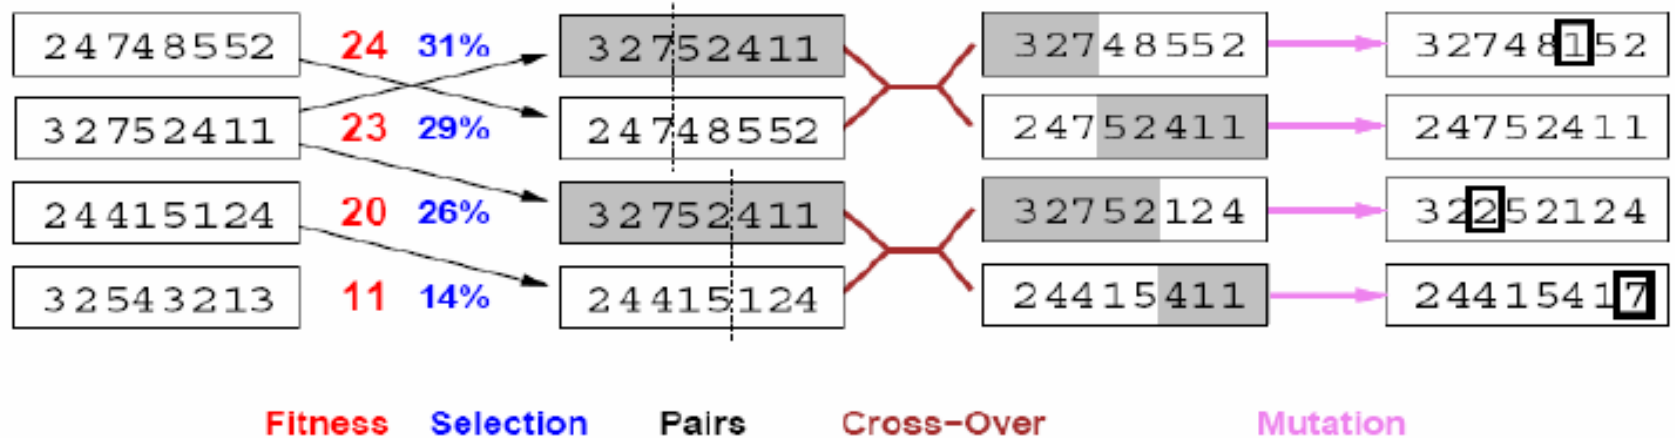 24748552 24 31% 32752411 32748552 32748152
32752411 23 29% 24748552 24752411 24752411
24415124 20 26% 32752411 32752124 32252124
32543213 11 14% 24415124 24415411 24415417
Fitness Selection Pairs Cross-Over Mutation